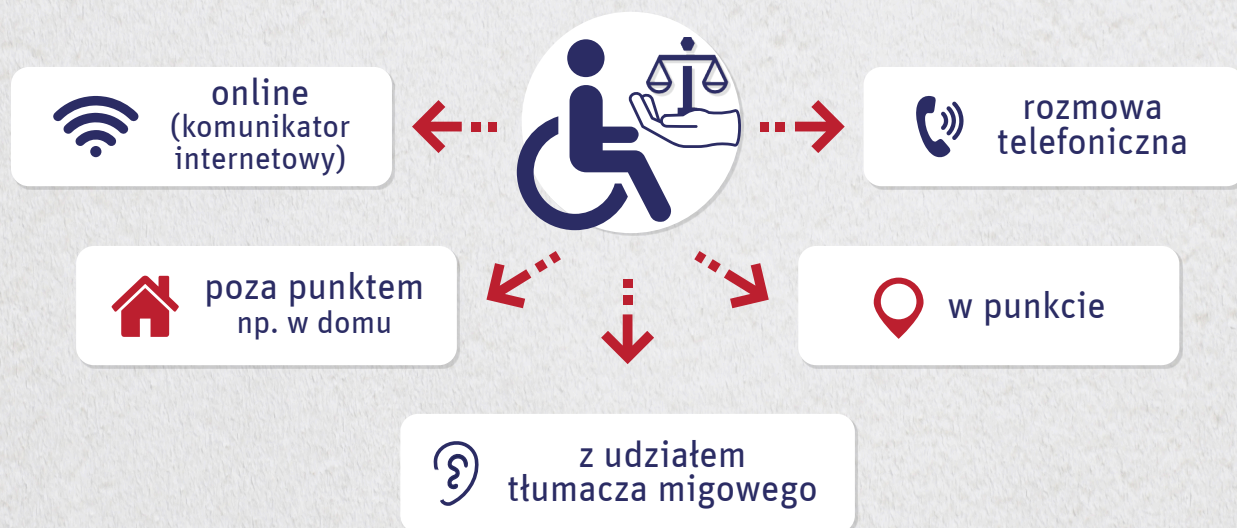 online
(komunikator
internetowy)
rozmowa
telefoniczna
poza punktem
np. w domu
w punkcie
z udziałem
tłumacza migowego